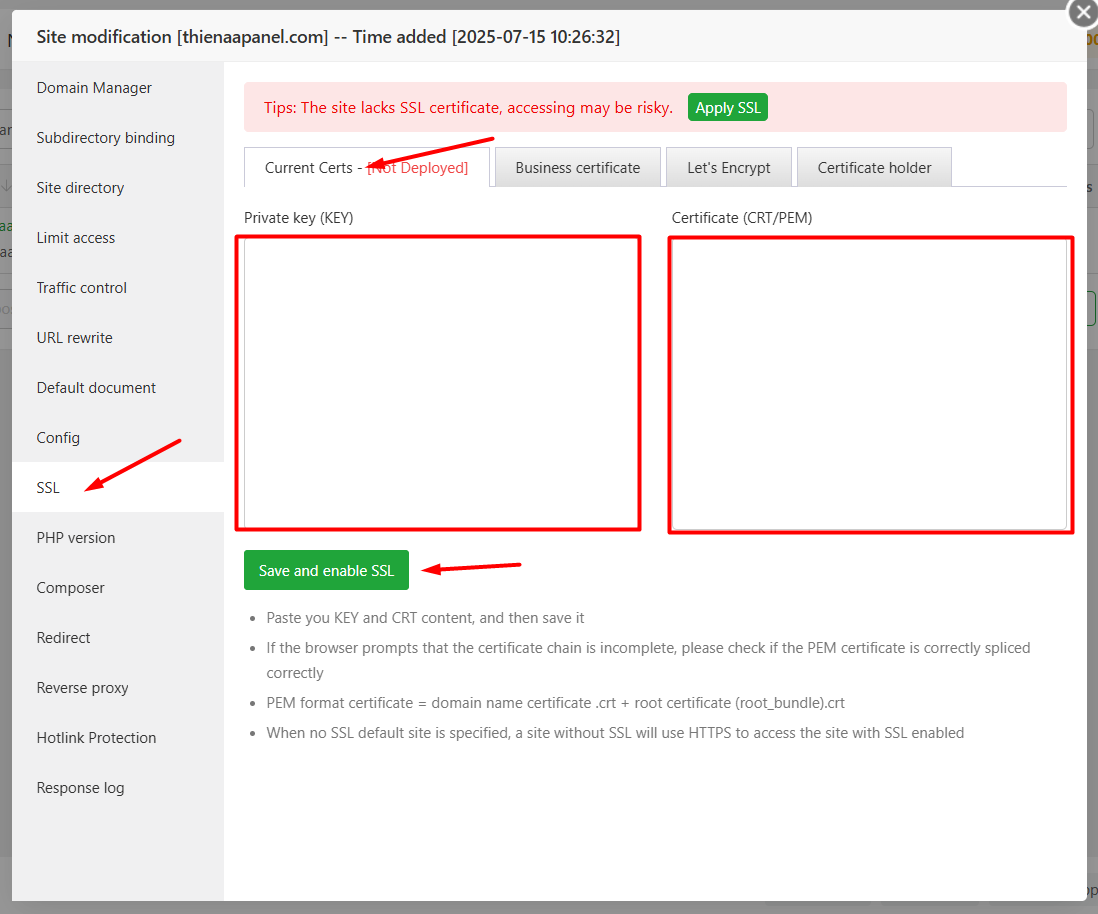 Site modification [thienaapanel.com] -- Time added [2025-07-15 10:26:32]
Domain Manager
Subdirectory binding
Site directory
Limit access
Traffic control
URL rewrite
Default document
Config
SSL
PHP version
Composer
Redirect
Reverse proxy
Hotlink Protection
Response log
Tips: The site lacks SSL certificate, accessing may be risky. Apply SSL
Current Certs - [Not Deployed] Business certificate Let's Encrypt Certificate holder
Private key (KEY) Certificate (CRT/PEM)
Save and enable SSL
Paste you KEY and CRT content, and then save it
If the browser prompts that the certificate chain is incomplete, please check if the PEM certificate is correctly spliced
correctly
PEM format certificate = domain name certificate .crt + root certificate (root_bundle).crt
When no SSL default site is specified, a site without SSL will use HTTPS to access the site with SSL enabled